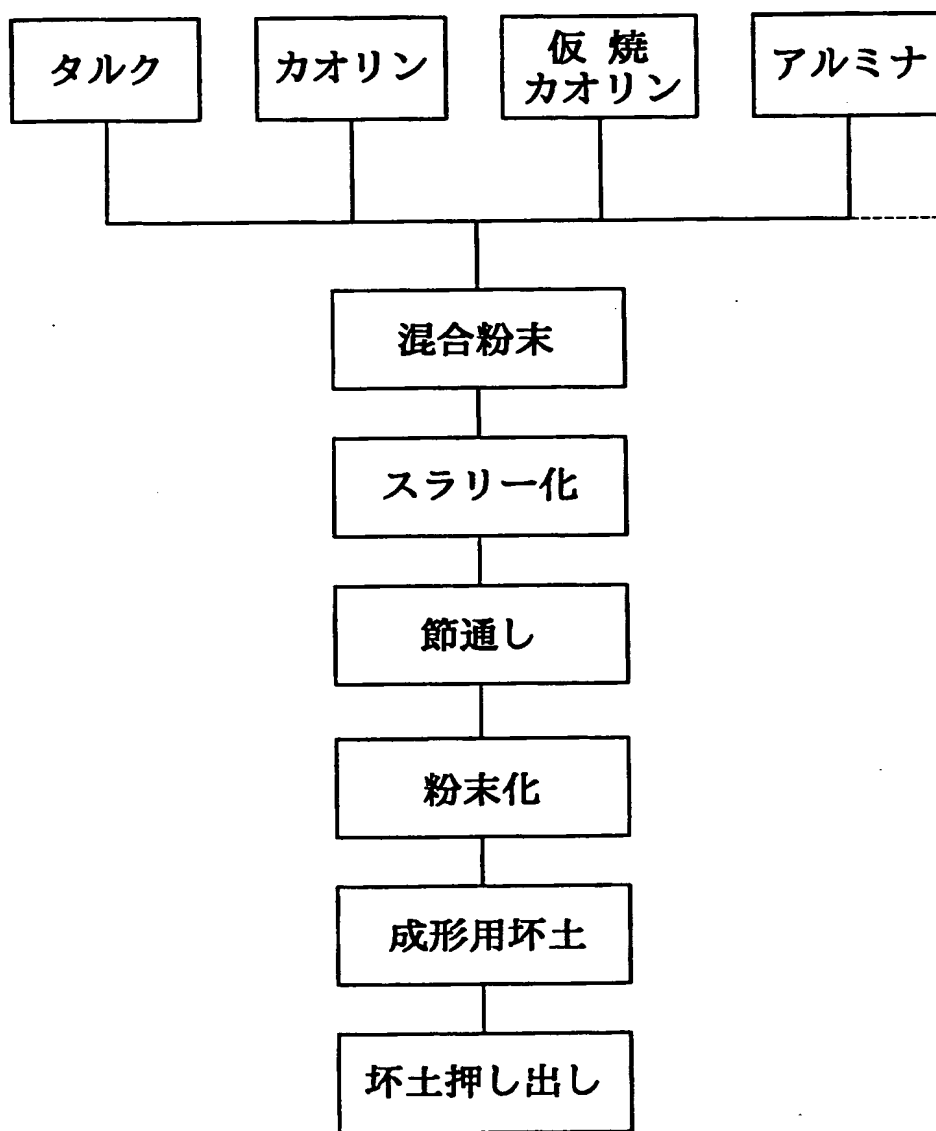 タルク
カオリン
仮 焼
カオリン
アルミナ
混合粉末
スラリー化
節通し
粉末化
成形用坏土
坏土押し出し